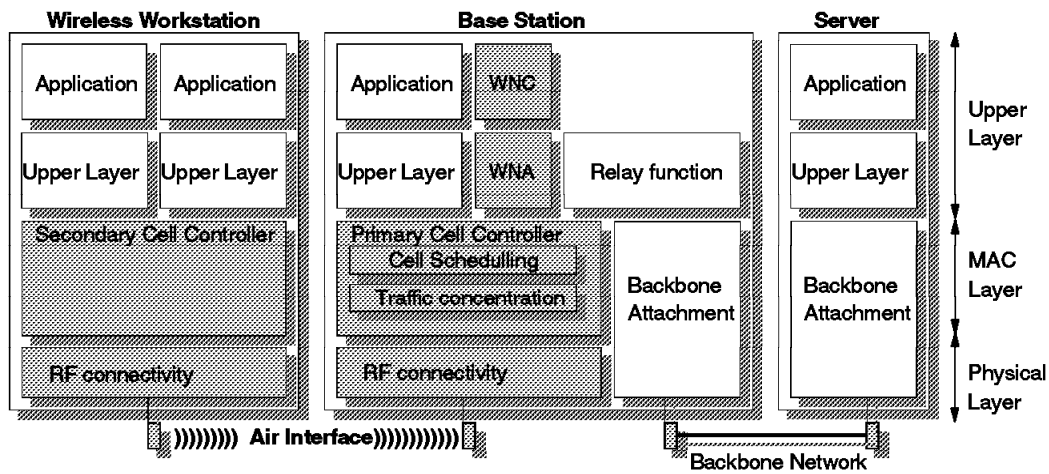 Wireless Workstation
Base Station
Server
Application
Application
Application
WNC
Application
Upper
Layer
Upper Layer
Upper Layer
Upper Layer
WNA
Relay function
Upper Layer
Secondary Cell Controller
Primary Cell Controller
Cell Schedulling
Traffic concentration
Backbone
Attachment
Backbone
Attachment
MAC
Layer
RF connectivity
RF connectivity
Physical
Layer
))))))))) Air Interface ))))))))))))
Backbone Network